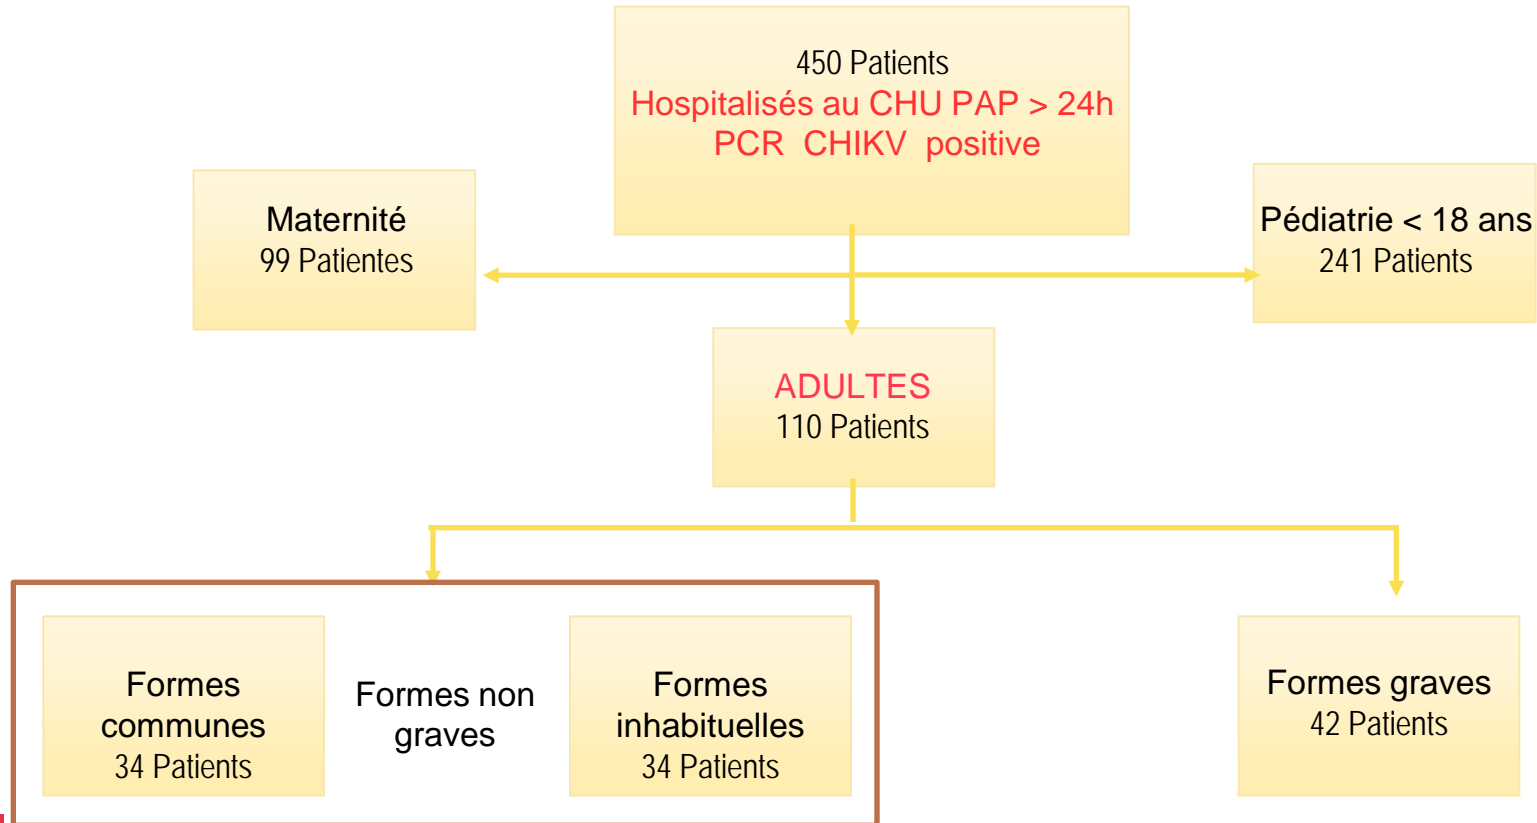 450 Patients
Hospitalisés au CHU PAP > 24h
PCR CHIKV positive
Maternité
99 Patientes
Pédiatrie < 18 ans
241 Patients
ADULTES
110 Patients
Formes
communes
34 Patients
Formes non
graves
Formes
inhabituelles
34 Patients
Formes graves
42 Patients